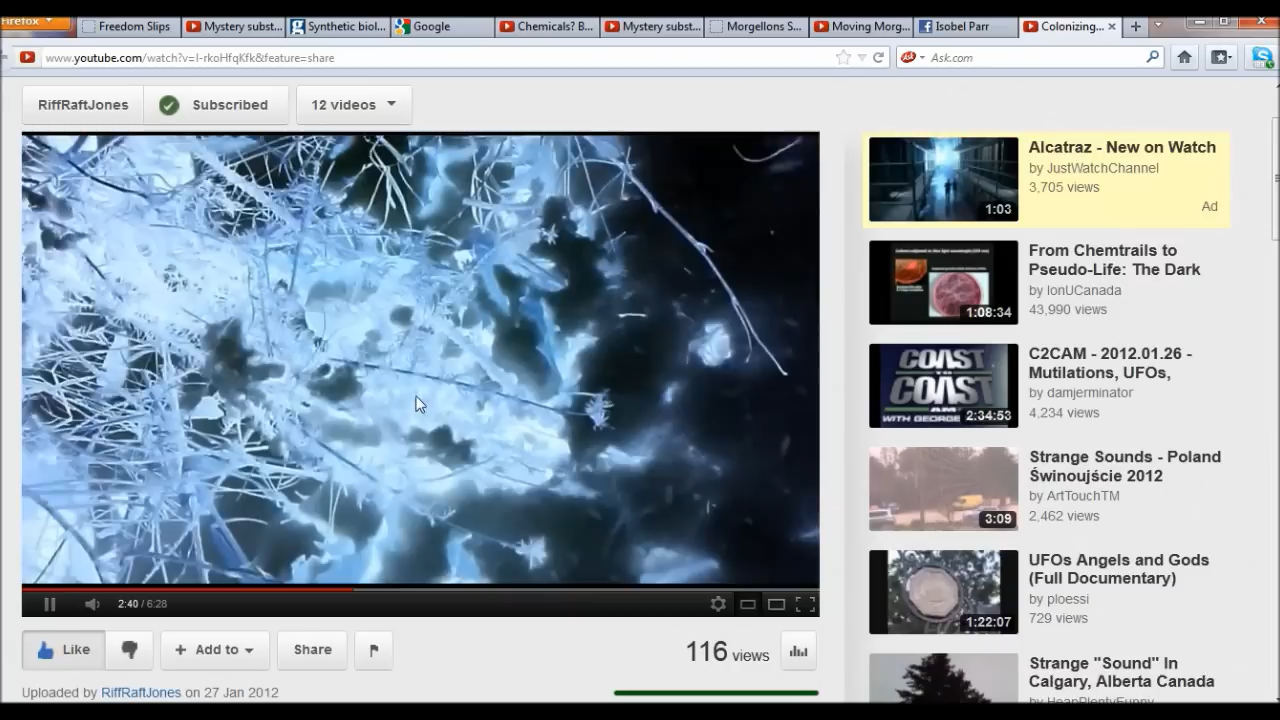 Firefox
Freedom Slips
Mystery subst...
Synthetic biol...
Google
Chemicals? B...
Mystery subst...
Morgellons S...
Moving Morg...
Isobel Parr
Colonizing...
www.youtube.com/watch?v=l-rkoHfqKfk&feature=share
Ask.com
RiffRaftJones
Subscribed
12 videos
Alcatraz - New on Watch
by JustWatchChannel
3,705 views
Ad
1:03
From Chemtrails to
Pseudo-Life: The Dark
by IonUCanada
43,990 views
1:08:34
C2CAM - 2012.01.26 -
Mutilations, UFOs,
by damjerminator
4,234 views
COAST
TO
COAST
AM
WITH GEORGE
2:34:53
Strange Sounds - Poland
Świnoujście 2012
by ArtTouchTM
2,462 views
3:09
UFOs Angels and Gods
(Full Documentary)
by ploessi
729 views
1:22:07
Strange "Sound" In
Calgary, Alberta Canada
by HeapPlentyFunny
2:40 / 6:28
Like
Add to
Share
116 views
Uploaded by RiffRaftJones on 27 Jan 2012